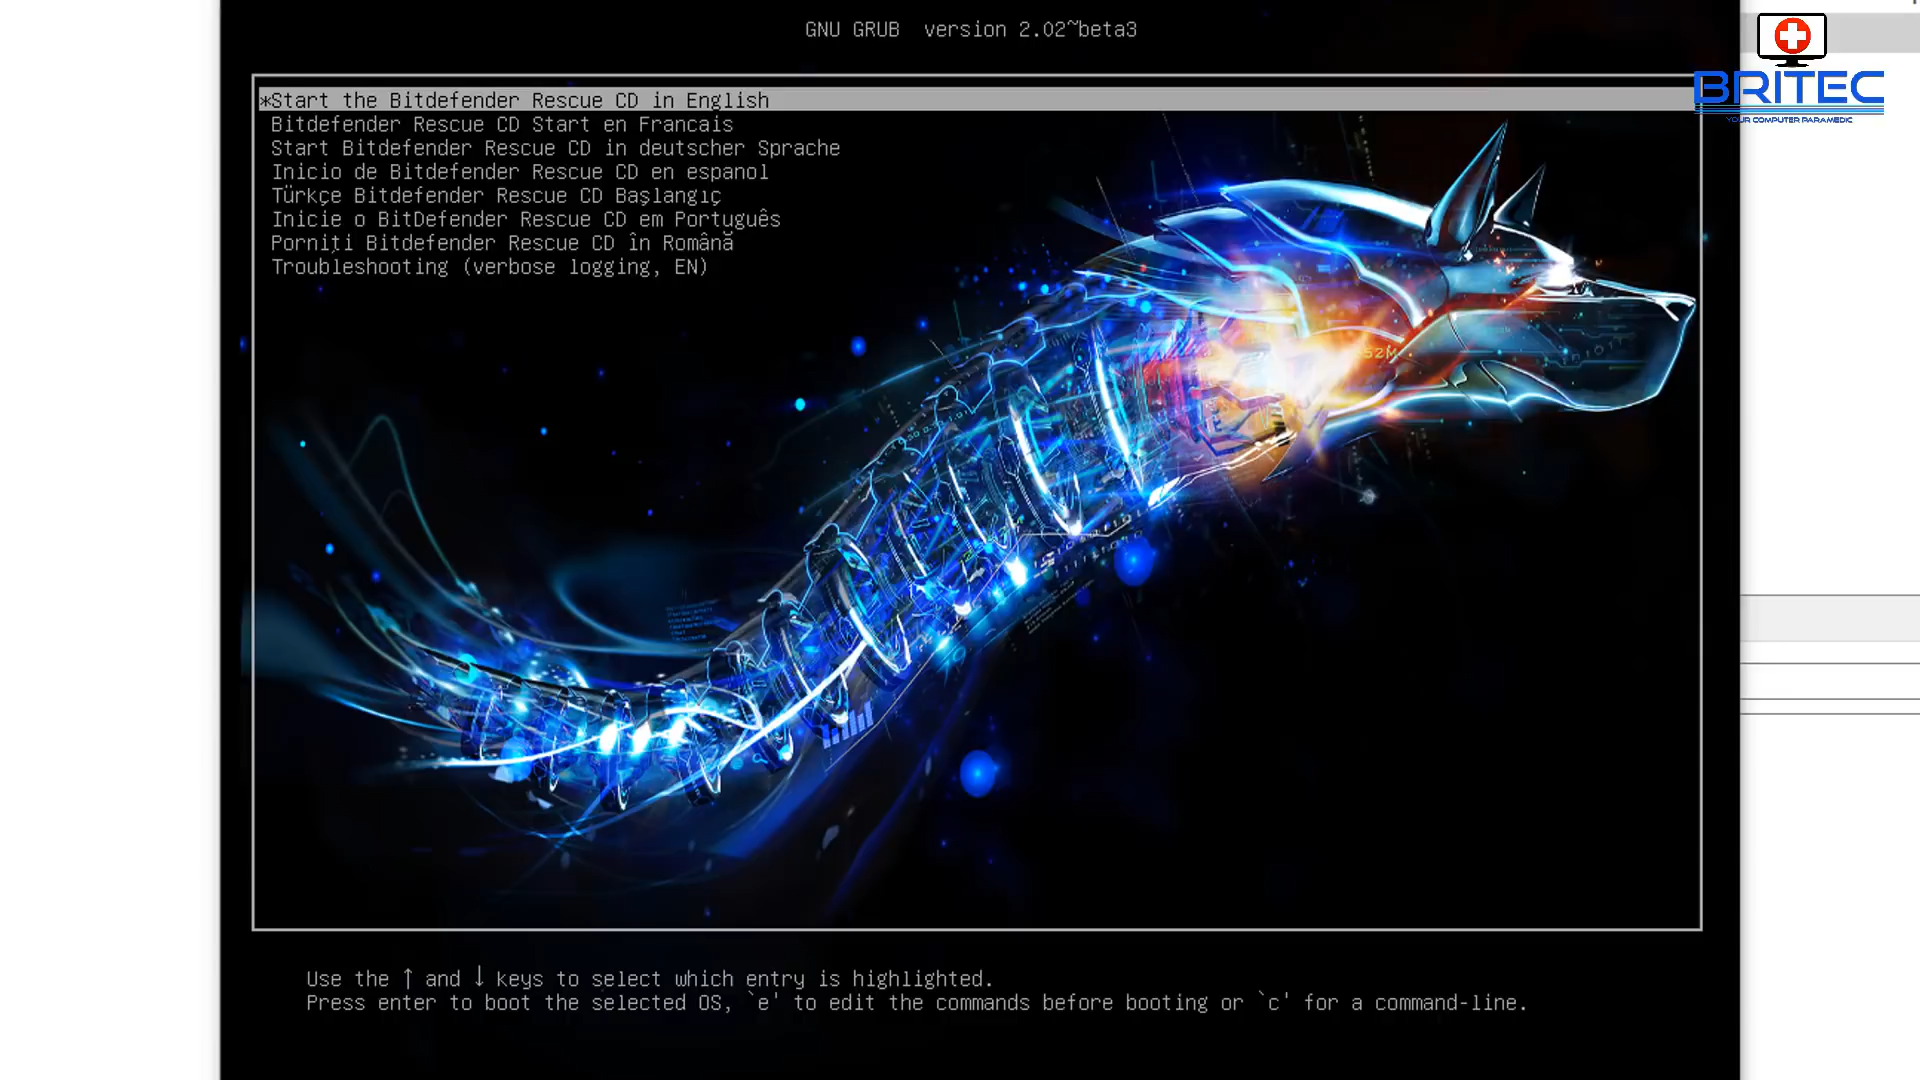 GNU GRUB version 2.02~beta3
*Start the Bitdefender Rescue CD in English
Bitdefender Rescue CD Start en Francais
Start Bitdefender Rescue CD in deutscher Sprache
Inicio de Bitdefender Rescue CD en espanol
Türkçe Bitdefender Rescue CD Başlangıç
Inicie o BitDefender Rescue CD em Português
Porniți Bitdefender Rescue CD în Română
Troubleshooting (verbose logging, EN)
BRITEC
YOUR COMPUTER PARAMEDIC
52M
Use the ↑ and ↓ keys to select which entry is highlighted.
Press enter to boot the selected OS, `e' to edit the commands before booting or `c' for a command-line.